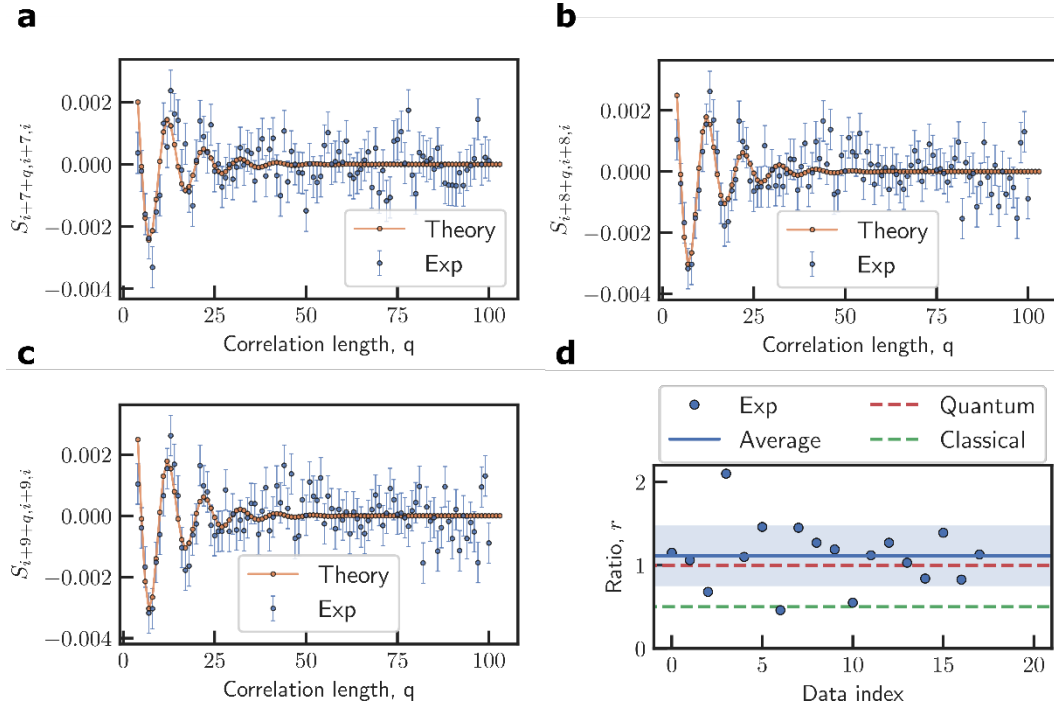 a
0.002
0.000
−0.002
−0.004
S_{i+7+q,i+7,i}
0 25 50 75 100
Correlation length, q
Theory
Exp
b
0.002
0.000
−0.002
−0.004
S_{i+8+q,i+8,i}
0 25 50 75 100
Correlation length, q
Theory
Exp
c
0.002
0.000
−0.002
−0.004
S_{i+9+q,i+9.i}
0 25 50 75 100
Correlation length, q
Theory
Exp
d
Exp Quantum
Average Classical
2
1
0
Ratio, r
0 5 10 15 20
Data index